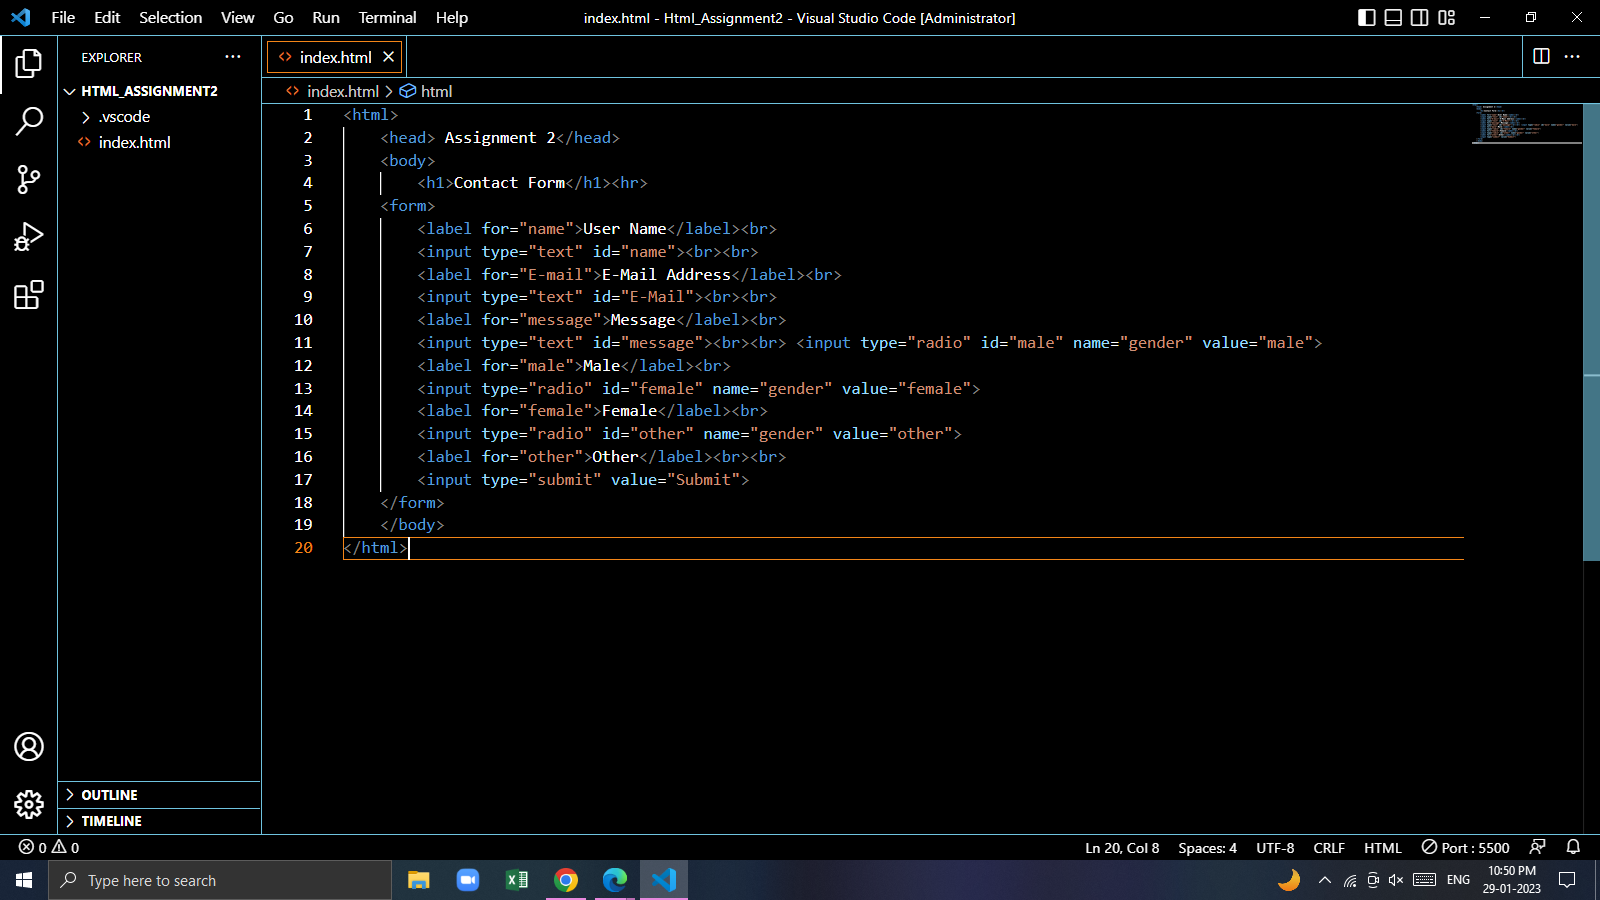 File Edit Selection View Go Run Terminal Help
index.html - Html_Assignment2 - Visual Studio Code [Administrator]
EXPLORER
HTML_ASSIGNMENT2
.vscode
index.html
OUTLINE
TIMELINE
index.html
index.html > html
1 <html>
2 <head> Assignment 2</head>
3 <body>
4 <h1>Contact Form</h1><hr>
5 <form>
6 <label for="name">User Name</label><br>
7 <input type="text" id="name"><br><br>
8 <label for="E-mail">E-Mail Address</label><br>
9 <input type="text" id="E-Mail"><br><br>
10 <label for="message">Message</label><br>
11 <input type="text" id="message"><br><br> <input type="radio" id="male" name="gender" value="male">
12 <label for="male">Male</label><br>
13 <input type="radio" id="female" name="gender" value="female">
14 <label for="female">Female</label><br>
15 <input type="radio" id="other" name="gender" value="other">
16 <label for="other">Other</label><br><br>
17 <input type="submit" value="Submit">
18 </form>
19 </body>
20 </html>
0 0
Ln 20, Col 8 Spaces: 4 UTF-8 CRLF HTML Port : 5500
Type here to search
ENG
10:50 PM
29-01-2023